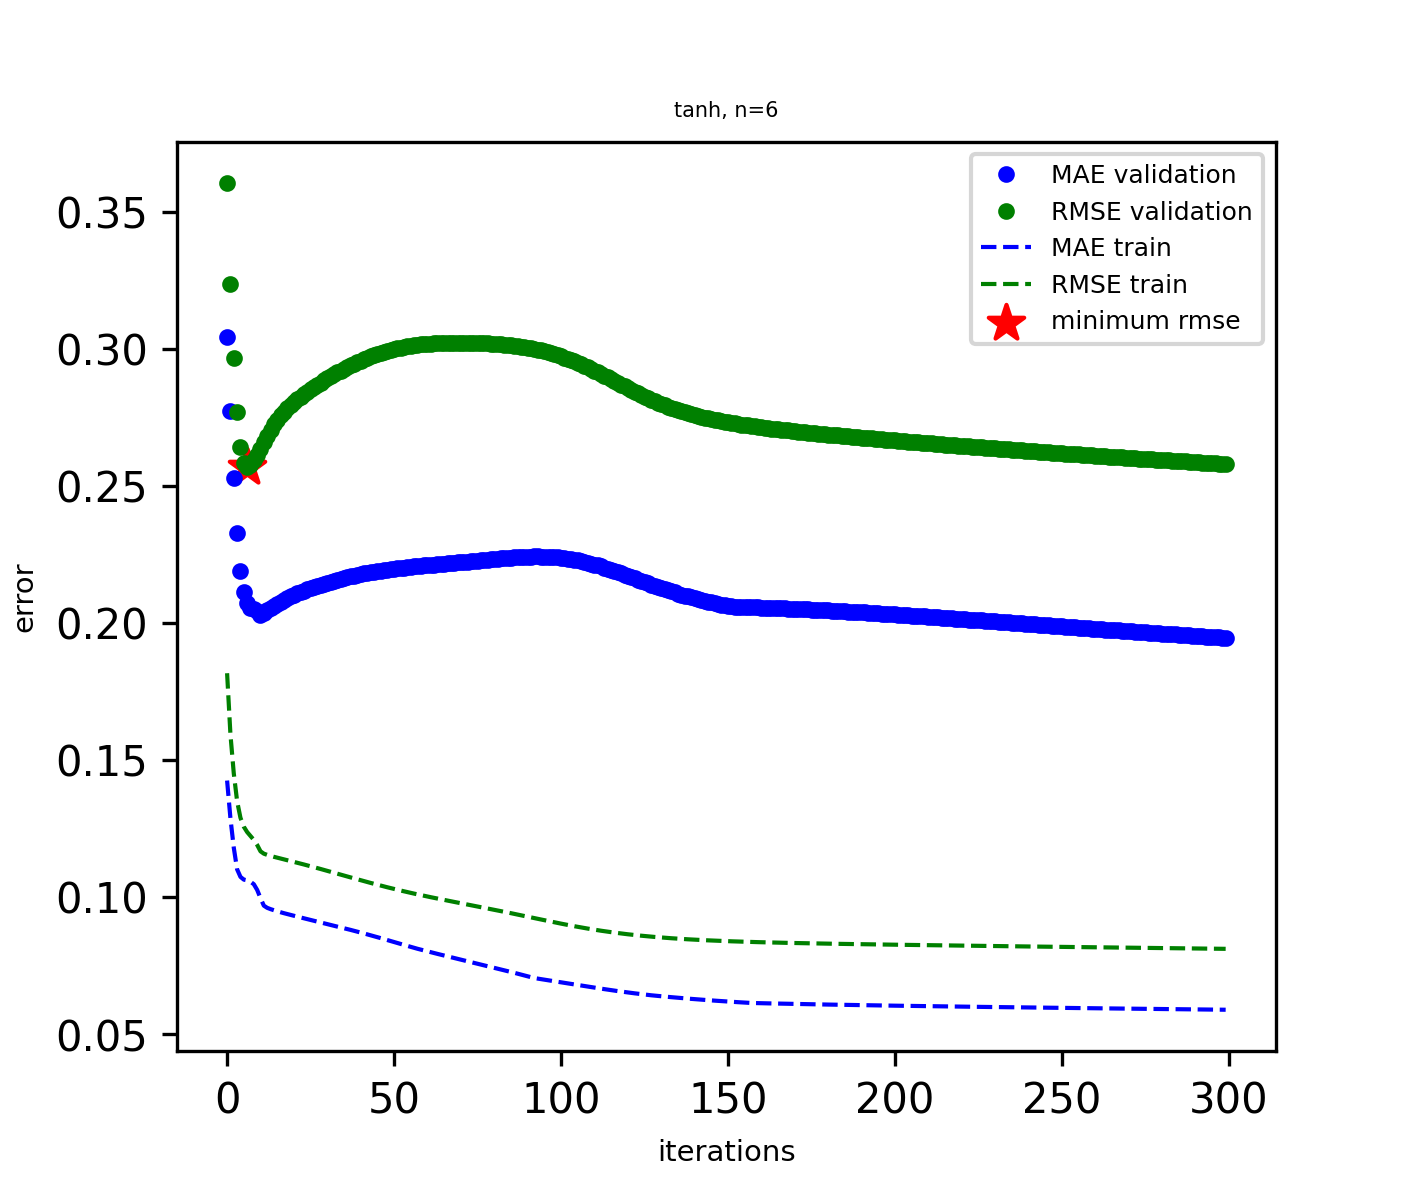 tanh, n=6
MAE validation
RMSE validation
MAE train
RMSE train
minimum rmse
0.35
0.30
0.25
0.20
0.15
0.10
0.05
error
0 50 100 150 200 250 300
iterations